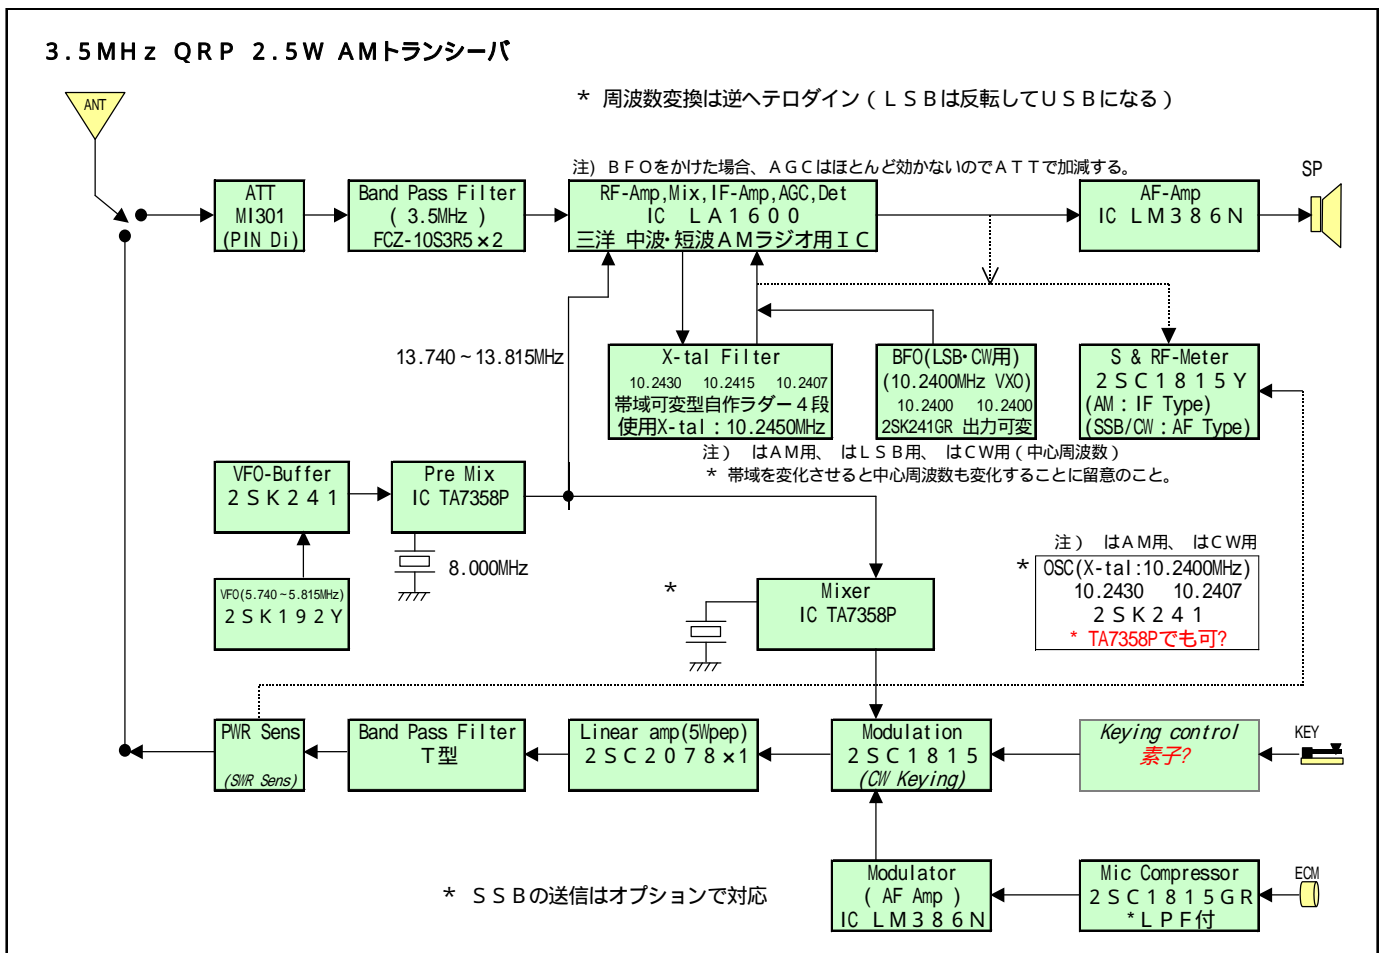 3.5MHz QRP 2.5W AMトランシーバ
ANT
* 周波数変換は逆ヘテロダイン(LSBは反転してUSBになる)
注) BFOをかけた場合、AGCはほとんど効かないのでATTで加減する。
SP
ATT
MI301
(PIN Di)
Band Pass Filter
(3.5MHz)
FCZ-10S3R5×2
RF-Amp,Mix,IF-Amp,AGC,Det
IC LA1600
三洋 中波・短波AMラジオ用IC
AF-Amp
IC LM386N
13.740~13.815MHz
X-tal Filter
10.2430 10.2415 10.2407
帯域可変型自作ラダー4段
使用X-tal:10.2450MHz
BFO(LSB・CW用)
(10.2400MHz VXO)
10.2400 10.2400
2SK241GR 出力可変
S & RF-Meter
2SC1815Y
(AM:IF Type)
(SSB/CW:AF Type)
注) はAM用、 はLSB用、 はCW用(中心周波数)
* 帯域を変化させると中心周波数も変化することに留意のこと。
VFO-Buffer
2SK241
Pre Mix
IC TA7358P
8.000MHz
VFO(5.740~5.815MHz)
2SK192Y
*
Mixer
IC TA7358P
注) はAM用、 はCW用
* OSC(X-tal:10.2400MHz)
10.2430 10.2407
2SK241
* TA7358Pでも可?
PWR Sens
(SWR Sens)
Band Pass Filter
T型
Linear amp(5Wpep)
2SC2078×1
Modulation
2SC1815
(CW Keying)
Keying control
素子?
KEY
Modulator
(AF Amp)
IC LM386N
Mic Compressor
2SC1815GR
*LPF付
ECM
* SSBの送信はオプションで対応